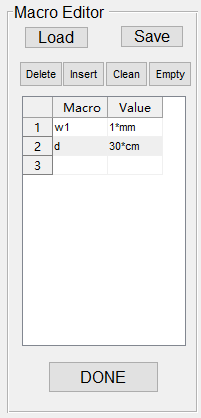 Macro Editor
Load Save
Delete Insert Clean Empty
Macro Value
1 w1 1*mm
2 d 30*cm
3
DONE